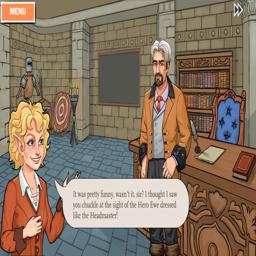 MENU
It was pretty funny, wasn't it, sir? I thought I saw
you chuckle at the sight of the Hero Ewe dressed
like the Headmaster!